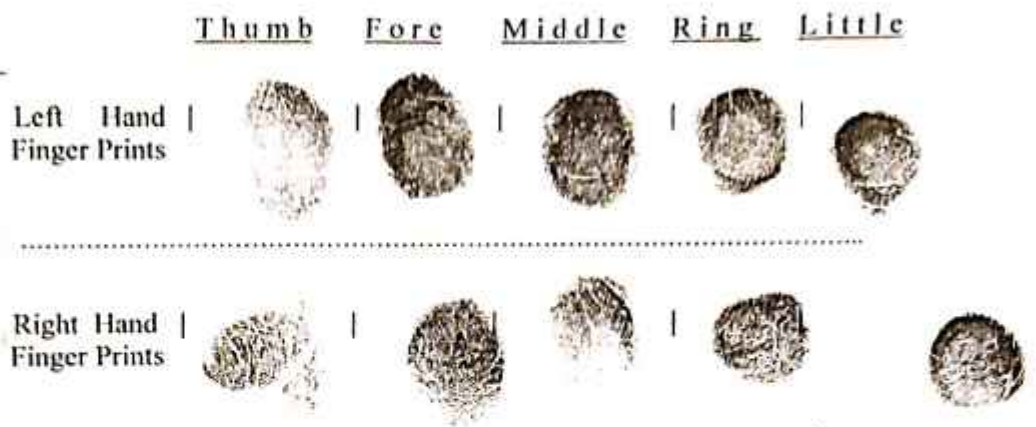 Thumb Fore Middle Ring Little
Left Hand
Finger Prints
Right Hand
Finger Prints